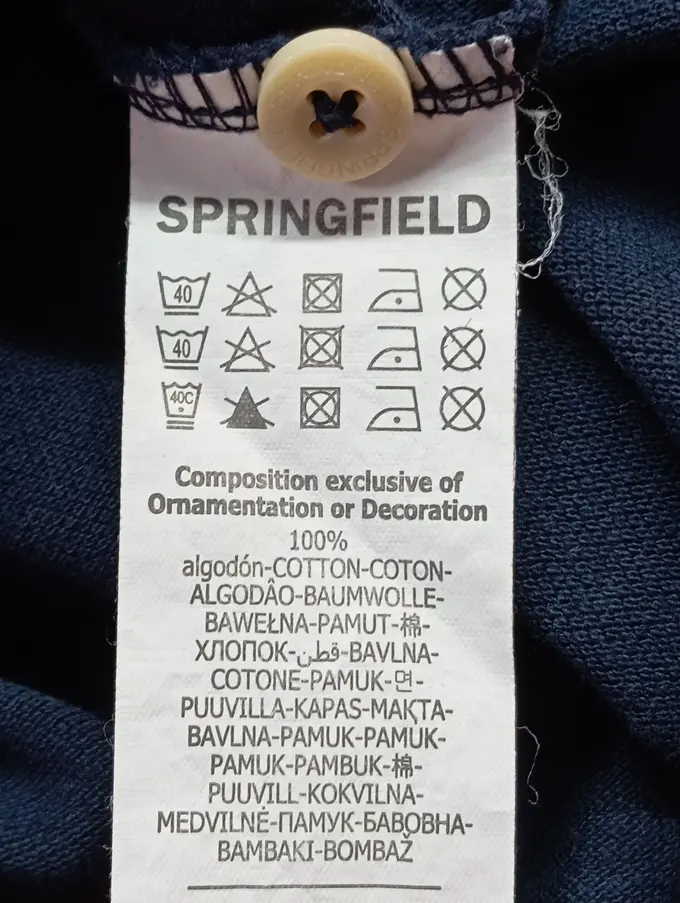 SPRINGFIELD
40
40
40C
Composition exclusive of
Ornamentation or Decoration
100%
algodón-COTTON-COTON-
ALGODÂO-BAUMWOLLE-
BAWEŁNA-PAMUT-棉-
ХЛОПОК-قطن-BAVLNA-
COTONE-PAMUK-면-
PUUVILLA-KAPAS-МАҚТА-
BAVLNA-PAMUK-PAMUK-
PAMUK-PAMBUK-棉-
PUUVILL-KOKVILNA-
MEDVILNĖ-ПАМУК-БАВОВНА-
BAMBAKI-BOMBAŽ